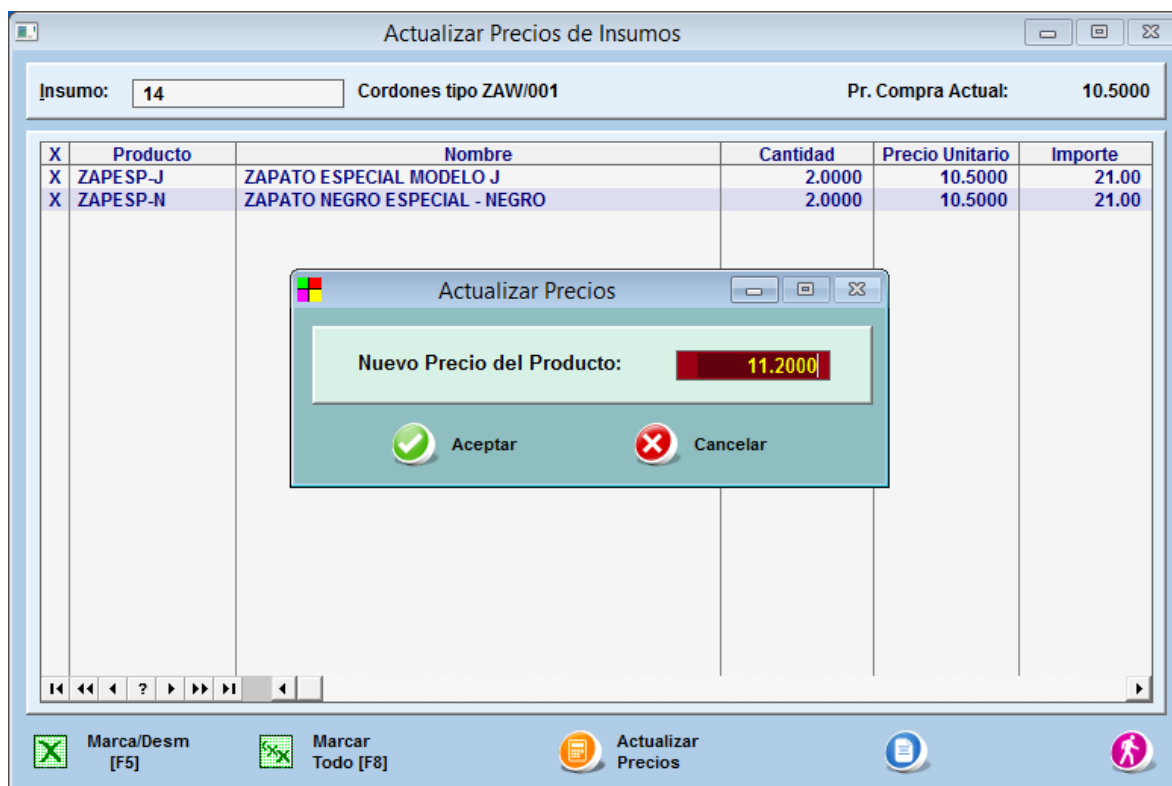 Actualizar Precios de Insumos
Insumo: 14 Cordones tipo ZAW/001 Pr. Compra Actual: 10.5000
X Producto Nombre Cantidad Precio Unitario Importe
X ZAPESP-J ZAPATO ESPECIAL MODELO J 2.0000 10.5000 21.00
X ZAPESP-N ZAPATO NEGRO ESPECIAL - NEGRO 2.0000 10.5000 21.00
Actualizar Precios
Nuevo Precio del Producto: 11.2000
Aceptar Cancelar
?
Marca/Desm [F5]
Marcar Todo [F8]
Actualizar Precios